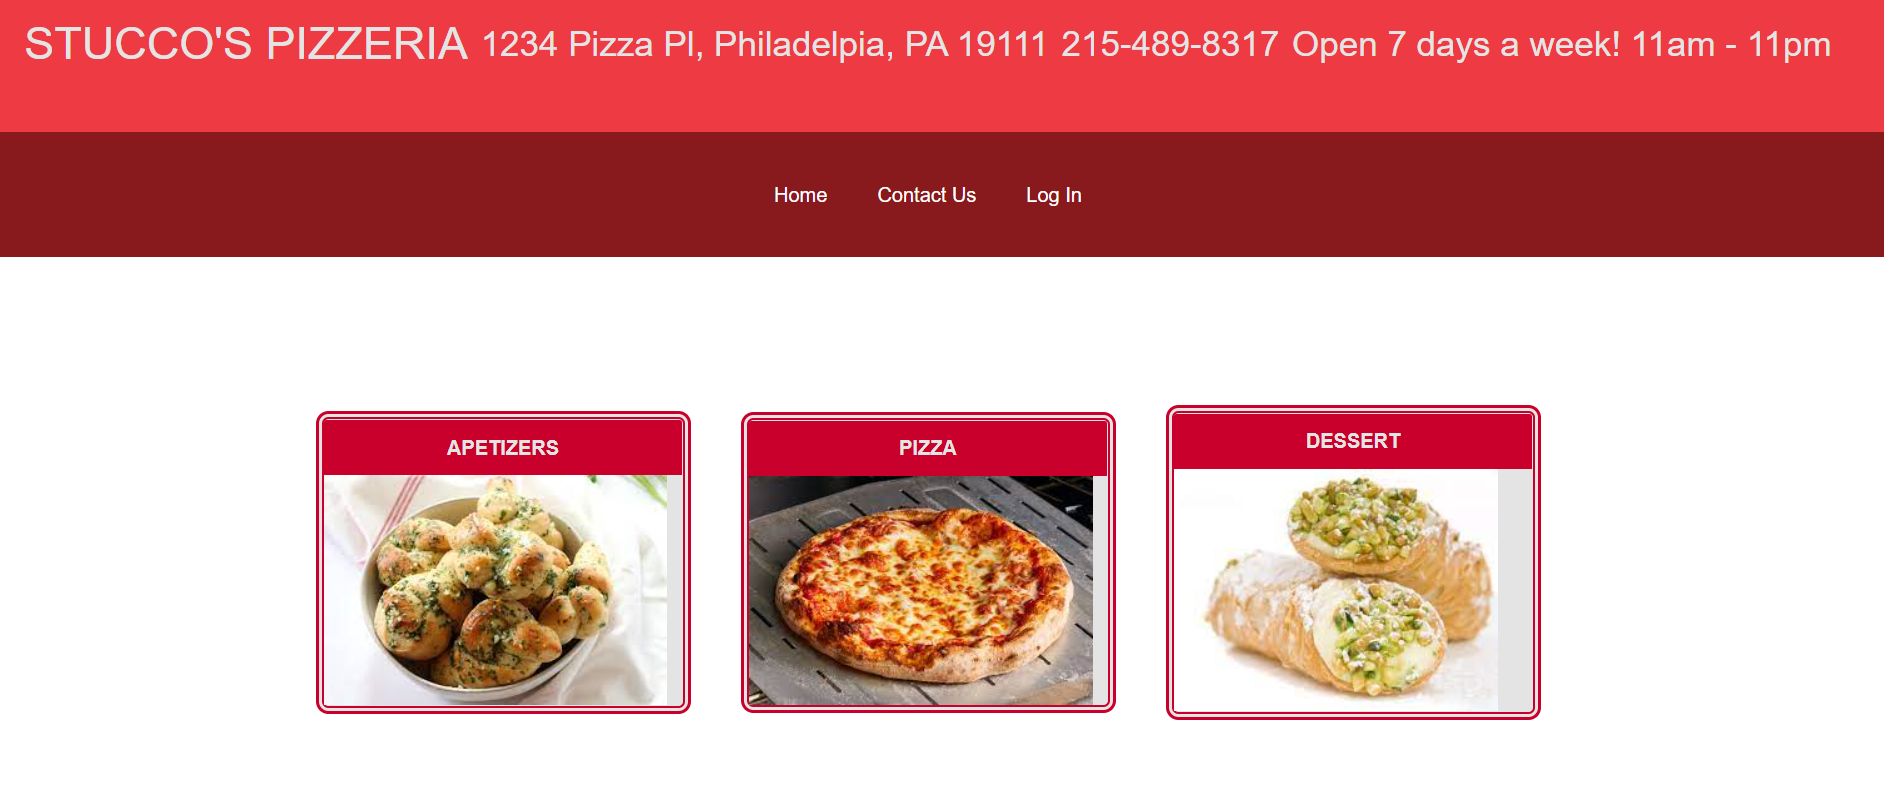 STUCCO'S PIZZERIA 1234 Pizza Pl, Philadelpia, PA 19111 215-489-8317 Open 7 days a week! 11am - 11pm
Home Contact Us Log In
APETIZERS PIZZA DESSERT